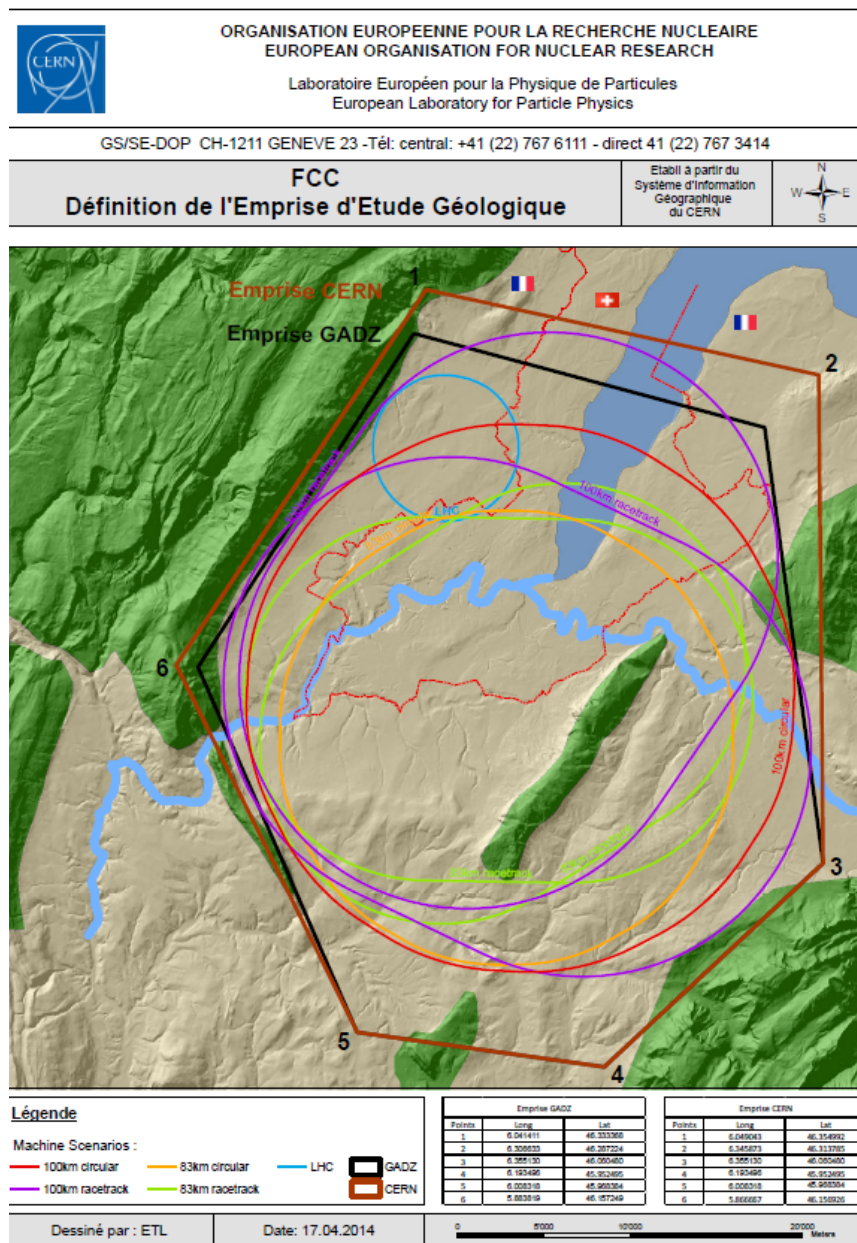 CERN
ORGANISATION EUROPEENNE POUR LA RECHERCHE NUCLEAIRE
EUROPEAN ORGANISATION FOR NUCLEAR RESEARCH
Laboratoire Européen pour la Physique de Particules
European Laboratory for Particle Physics
GS/SE-DOP CH-1211 GENEVE 23 -Tél: central: +41 (22) 767 6111 - direct 41 (22) 767 3414
FCC
Définition de l'Emprise d'Etude Géologique
Etabli à partir du
Système d'Information
Géographique
du CERN
N
W E
S
Emprise CERN
1
Emprise GADZ
2
100km racetrack
LHC
6
100km circular
3
5
4
Légende
Machine Scenarios :
100km circular
83km circular
LHC
GADZ
100km racetrack
83km racetrack
CERN
Emprise GADZ
Points Long Lat
1 6.041411 46.333368
2 6.306633 46.287224
3 6.355130 46.060460
4 6.193496 45.952495
5 6.008318 45.968384
6 5.883819 46.157249
Emprise CERN
Points Long Lat
1 6.049043 46.354992
2 6.345873 46.313785
3 6.355130 46.060460
4 6.193496 45.952495
5 6.008318 45.968384
6 5.866667 46.156926
Dessiné par : ETL
Date: 17.04.2014
0 5'000 10'000 20'000
Meters